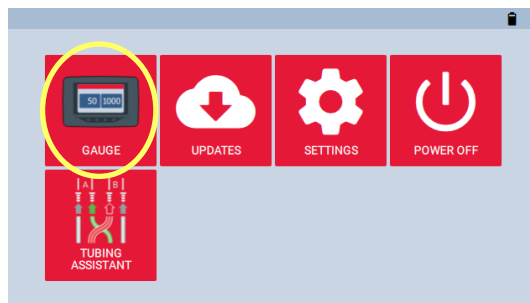 50 1000
GAUGE
UPDATES
SETTINGS
POWER OFF
A B
TUBING
ASSISTANT